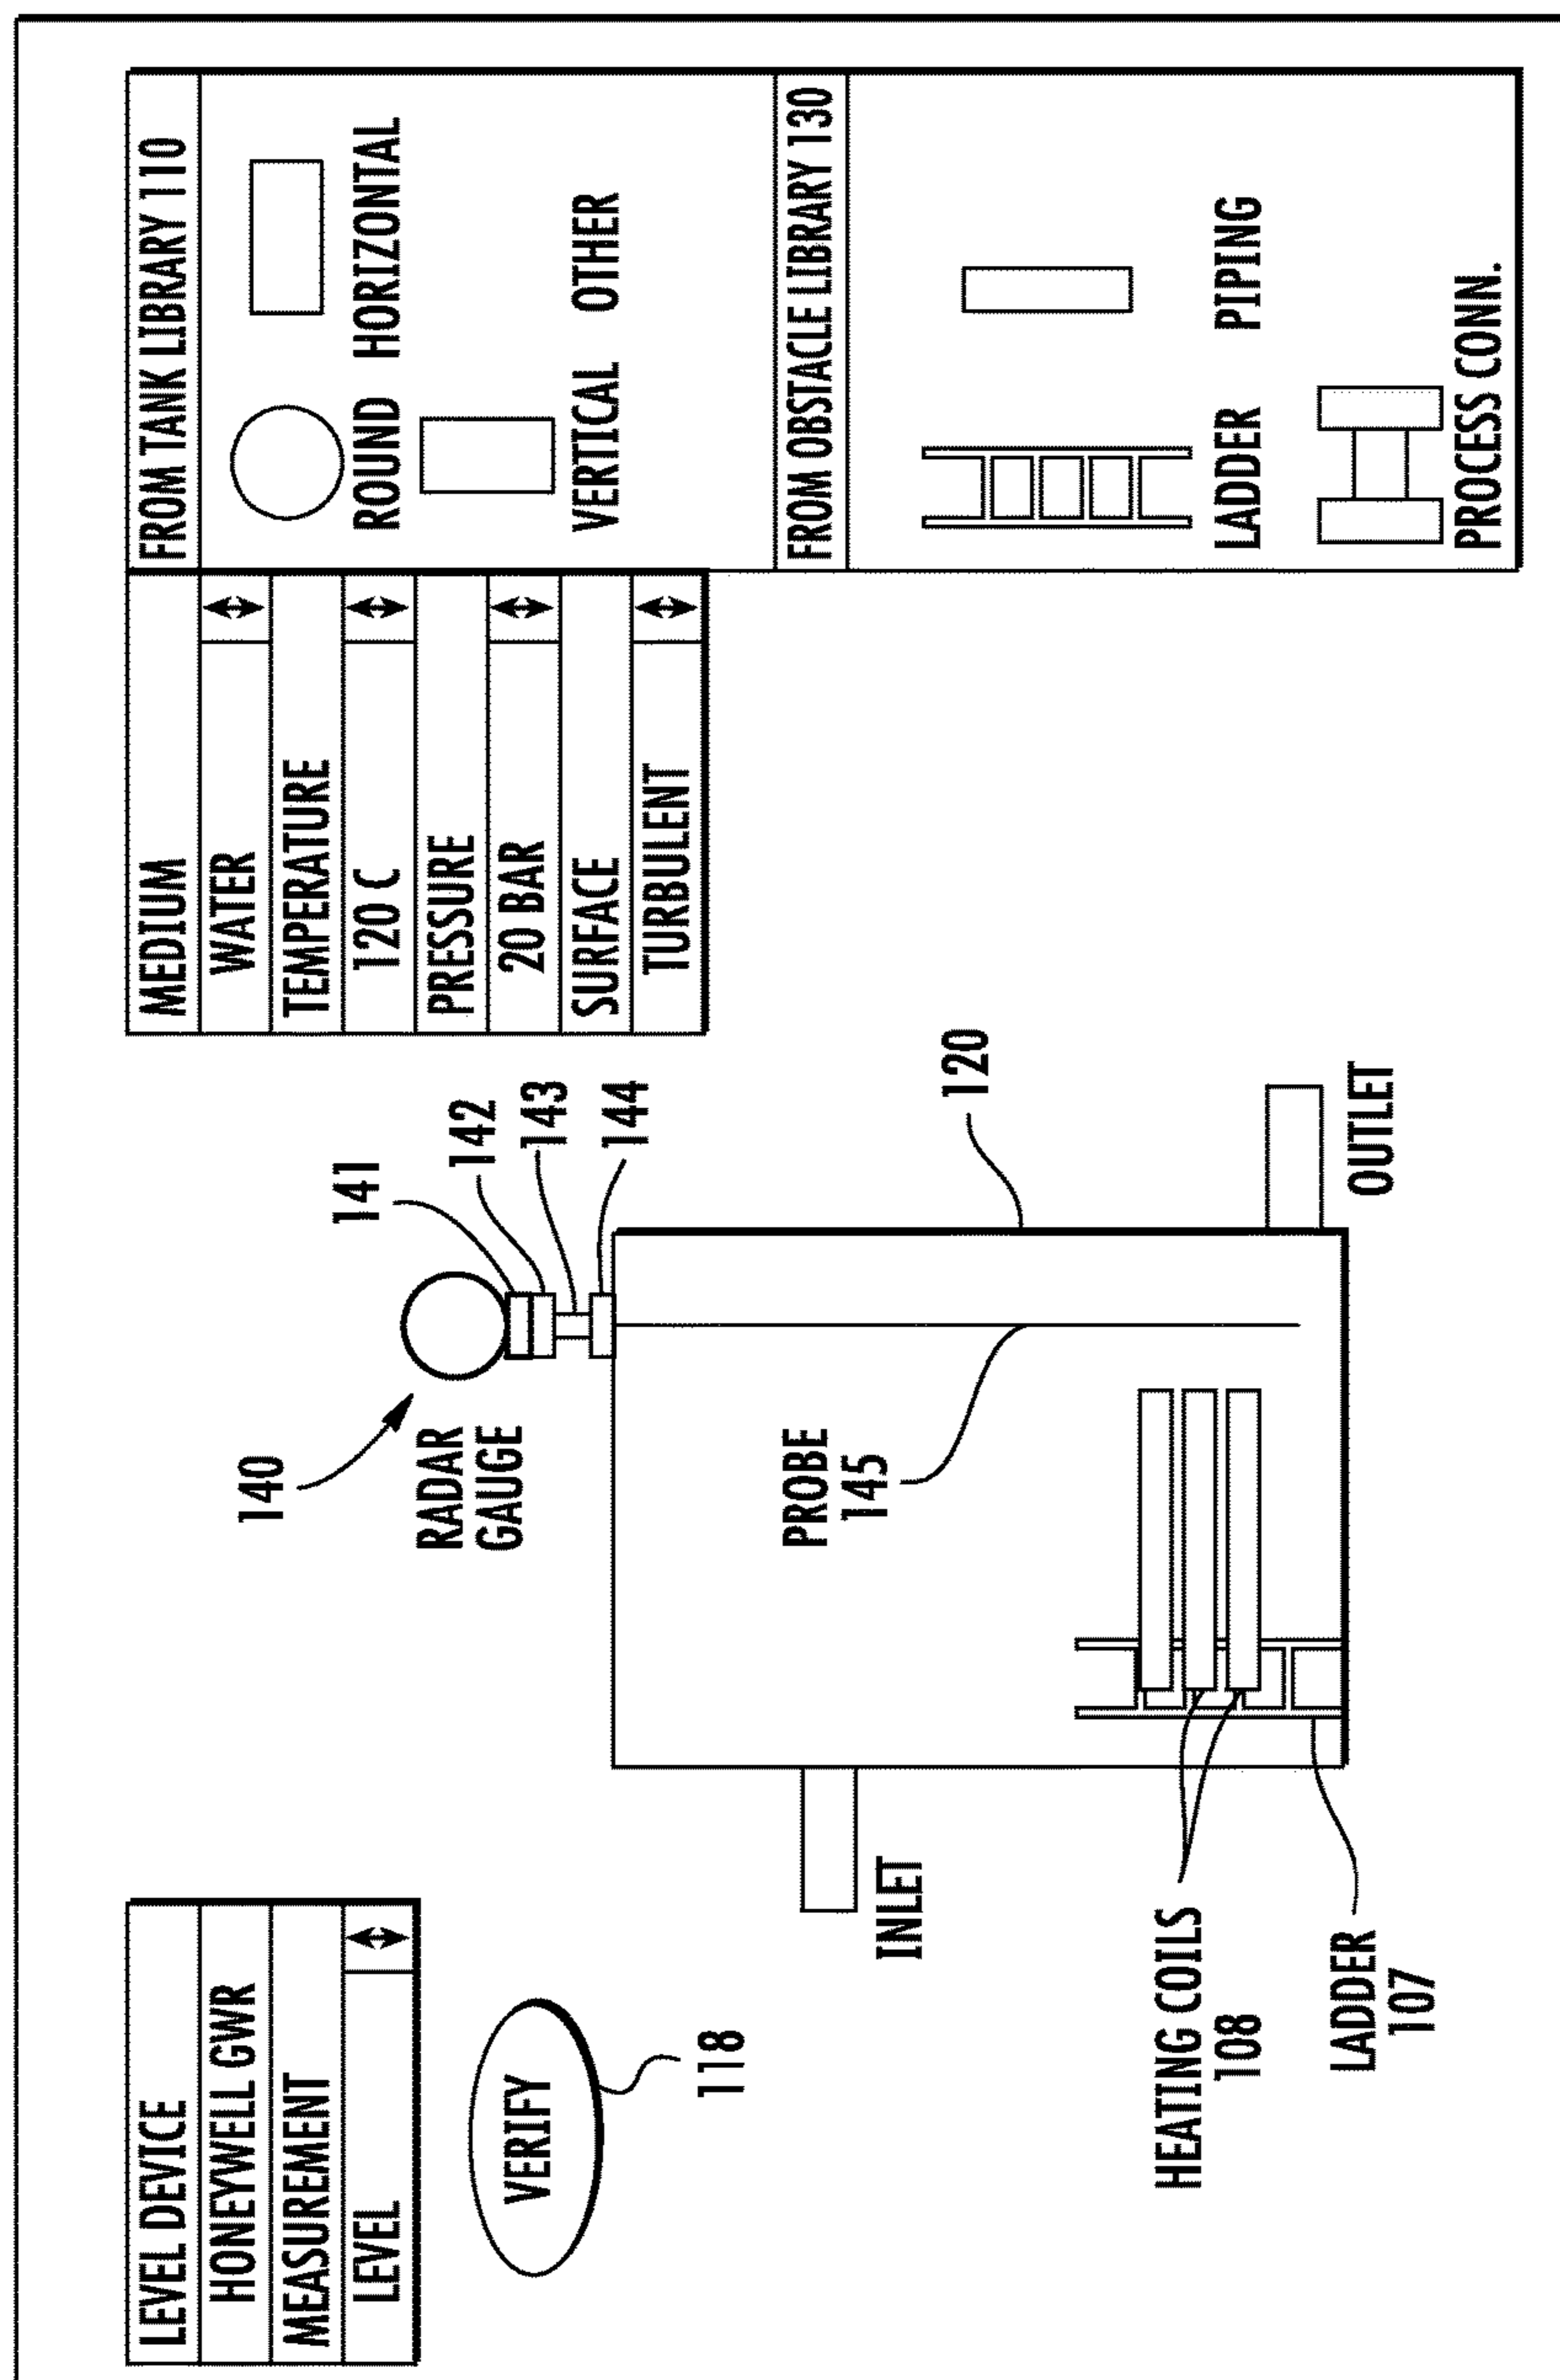 LEVEL DEVICE
HONEYWELL GWR
MEASUREMENT
LEVEL
VERIFY
118
140
RADAR
GAUGE
141
142
143
144
MEDIUM
WATER
TEMPERATURE
120 C
PRESSURE
20 BAR
SURFACE
TURBULENT
FROM TANK LIBRARY 110
ROUND HORIZONTAL
VERTICAL OTHER
FROM OBSTACLE LIBRARY 130
LADDER PIPING
PROCESS CONN.
INLET
PROBE
145
120
HEATING COILS
108
LADDER
107
OUTLET